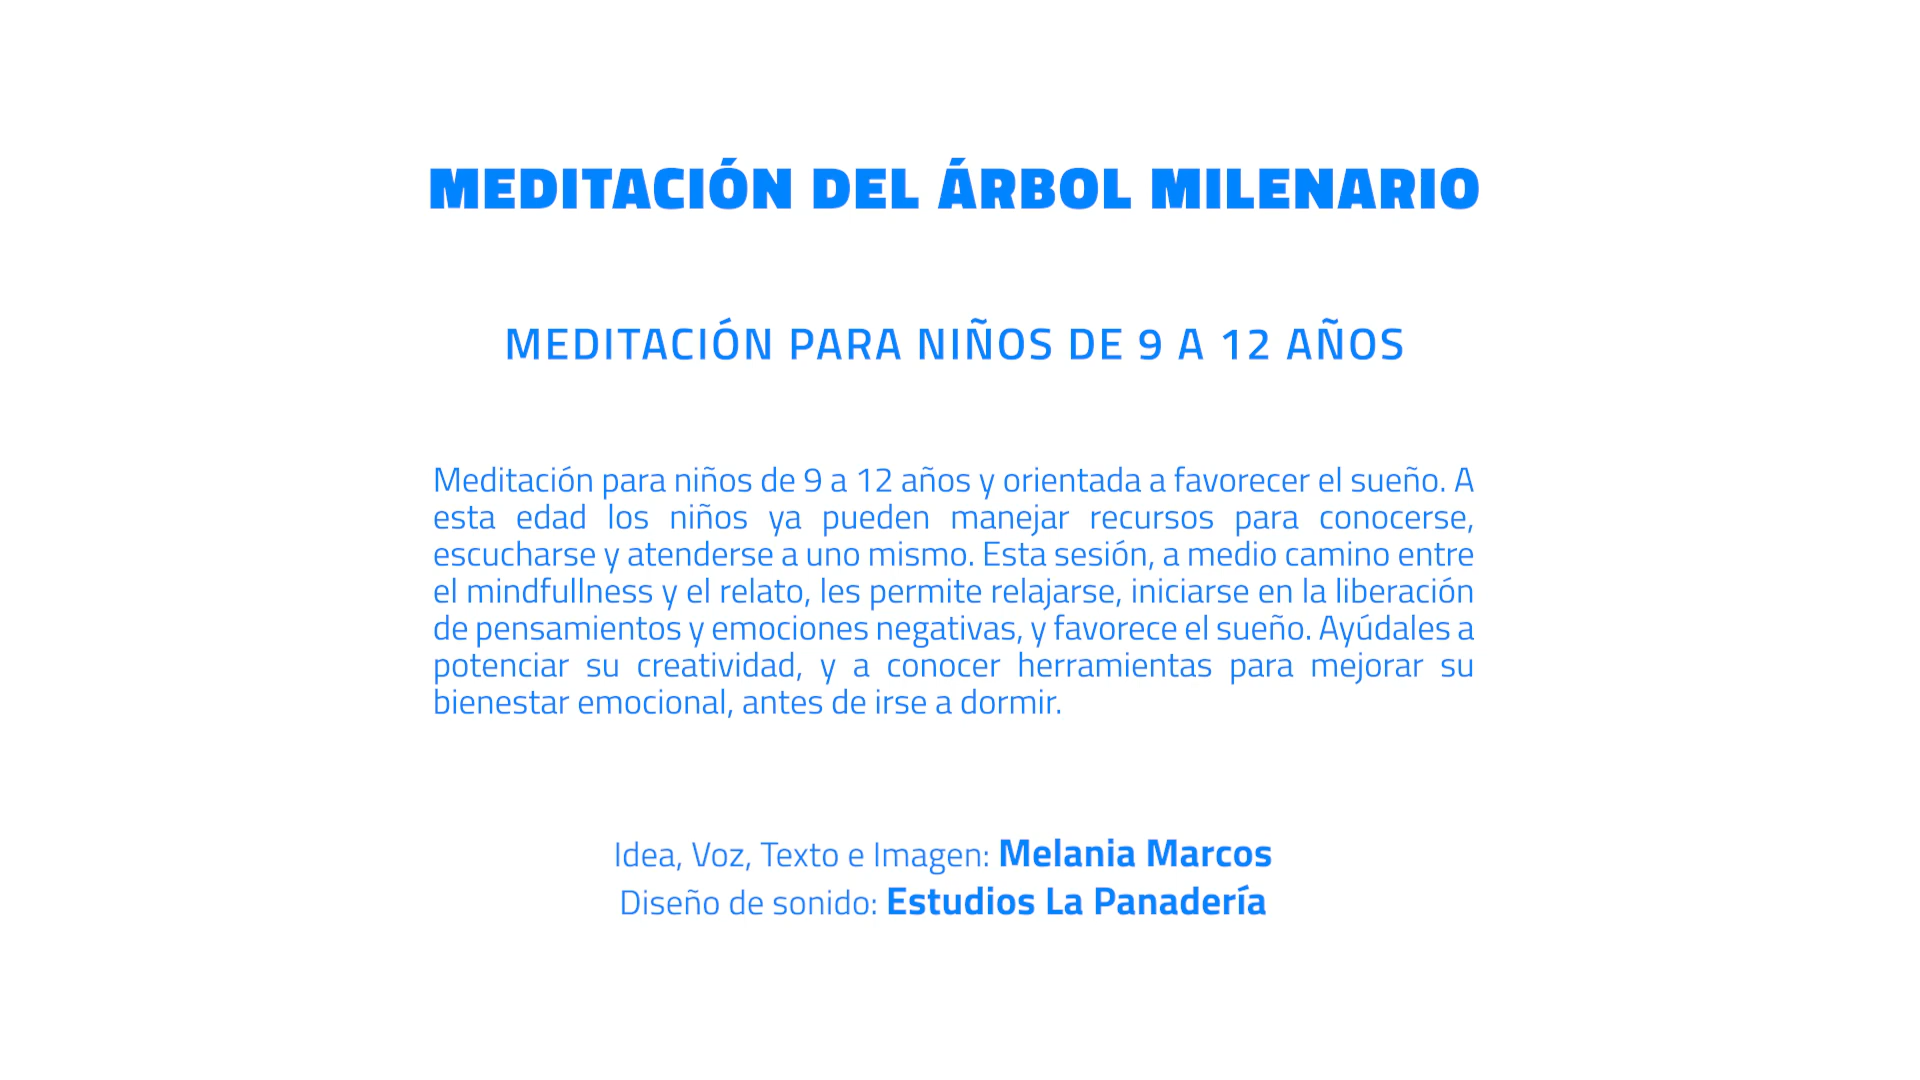 MEDITACIÓN DEL ÁRBOL MILENARIO
MEDITACIÓN PARA NIÑOS DE 9 A 12 AÑOS
Meditación para niños de 9 a 12 años y orientada a favorecer el sueño. A
esta edad los niños ya pueden manejar recursos para conocerse,
escucharse y atenderse a uno mismo. Esta sesión, a medio camino entre
el mindfullness y el relato, les permite relajarse, iniciarse en la liberación
de pensamientos y emociones negativas, y favorece el sueño. Ayúdales a
potenciar su creatividad, y a conocer herramientas para mejorar su
bienestar emocional, antes de irse a dormir.
Idea, Voz, Texto e Imagen: Melania Marcos
Diseño de sonido: Estudios La Panadería